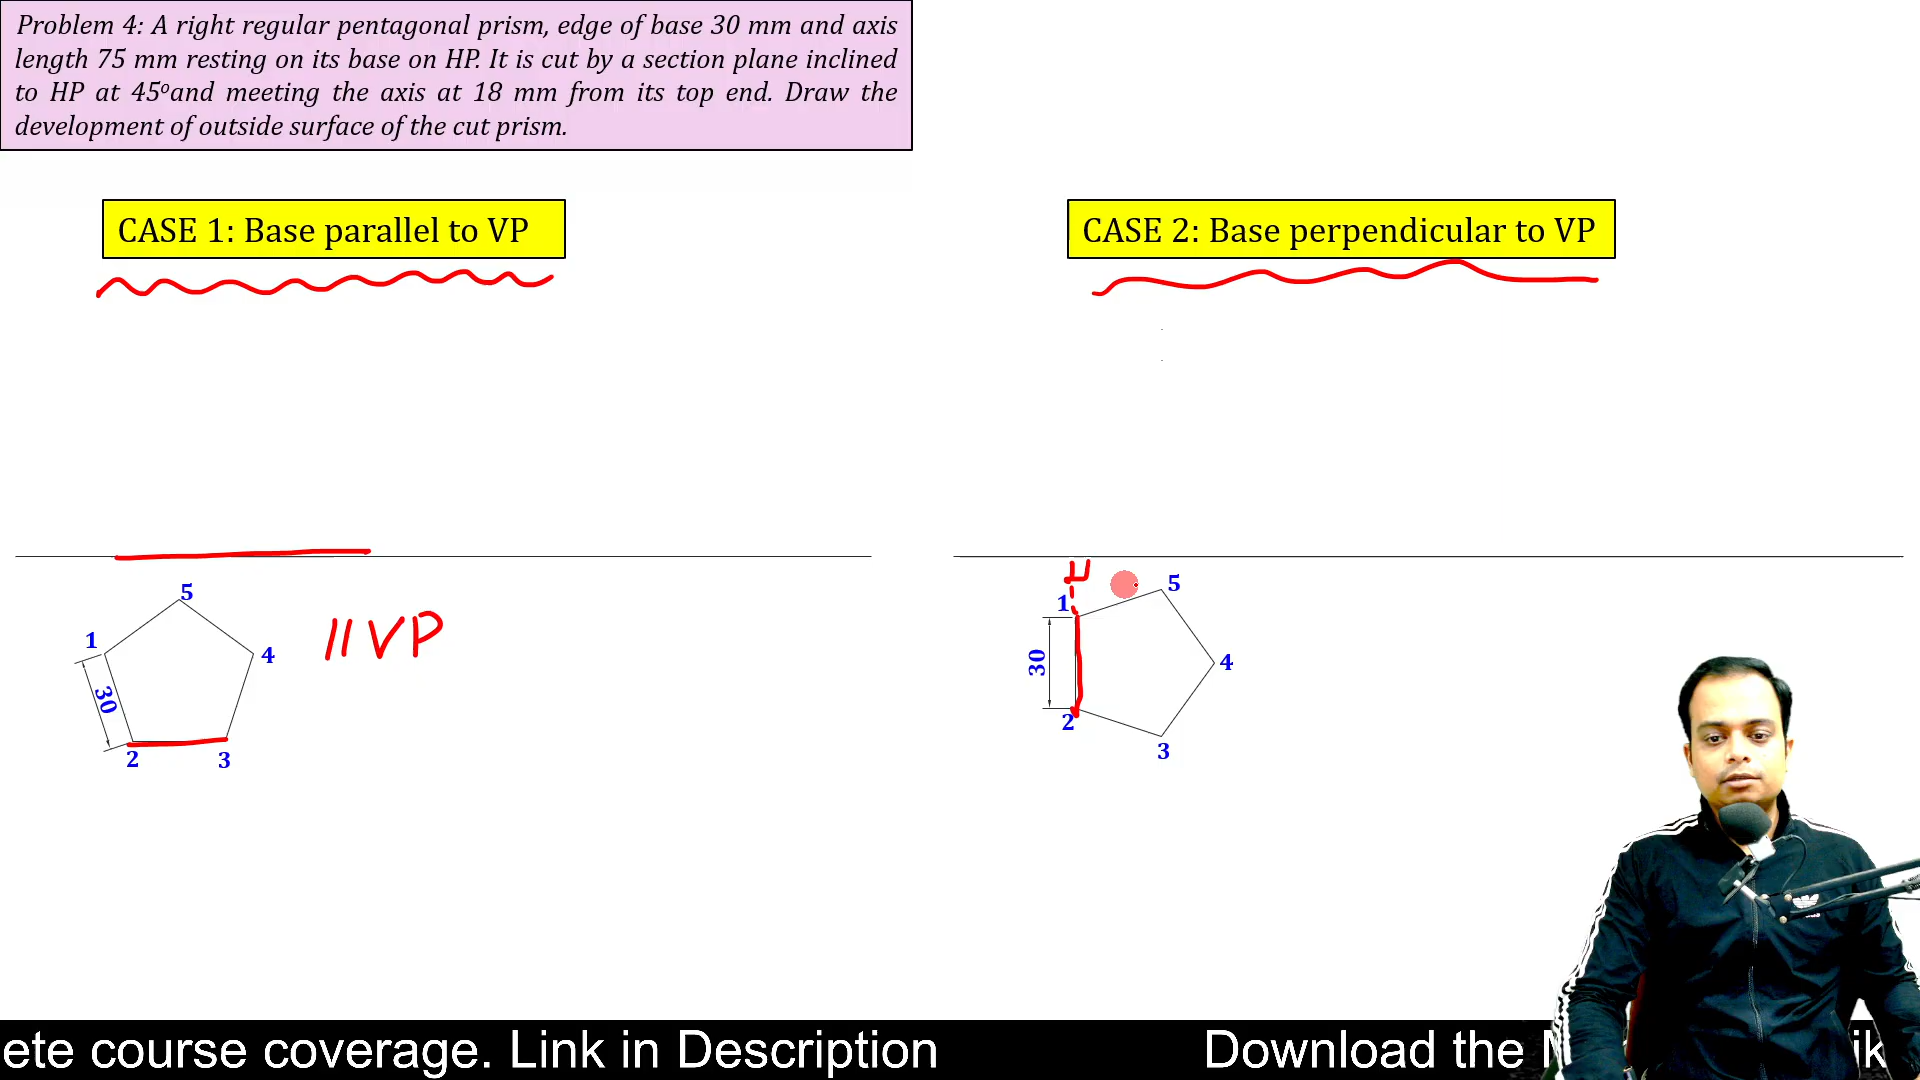 Problem 4: A right regular pentagonal prism, edge of base 30 mm and axis
length 75 mm resting on its base on HP. It is cut by a section plane inclined
to HP at 45ᵒand meeting the axis at 18 mm from its top end. Draw the
development of outside surface of the cut prism.
CASE 1: Base parallel to VP
CASE 2: Base perpendicular to VP
5
1
4
30
2
3
// VP
1
5
30
4
2
3
ete course coverage. Link in Description
Download the